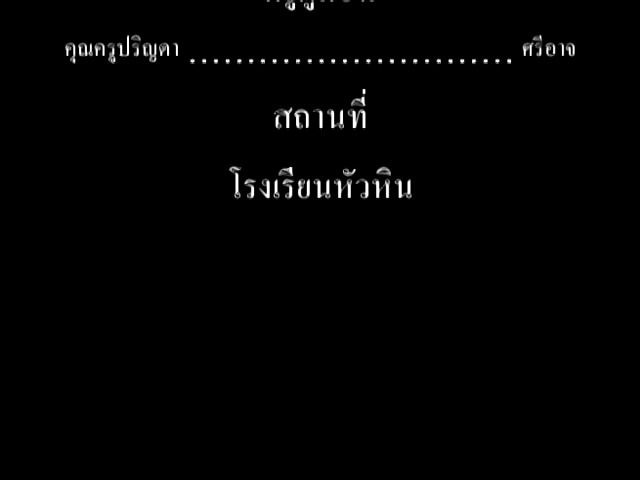 คุณครูปริญดา ............................ ศรีอาจ
สถานที่
โรงเรียนหัวหิน